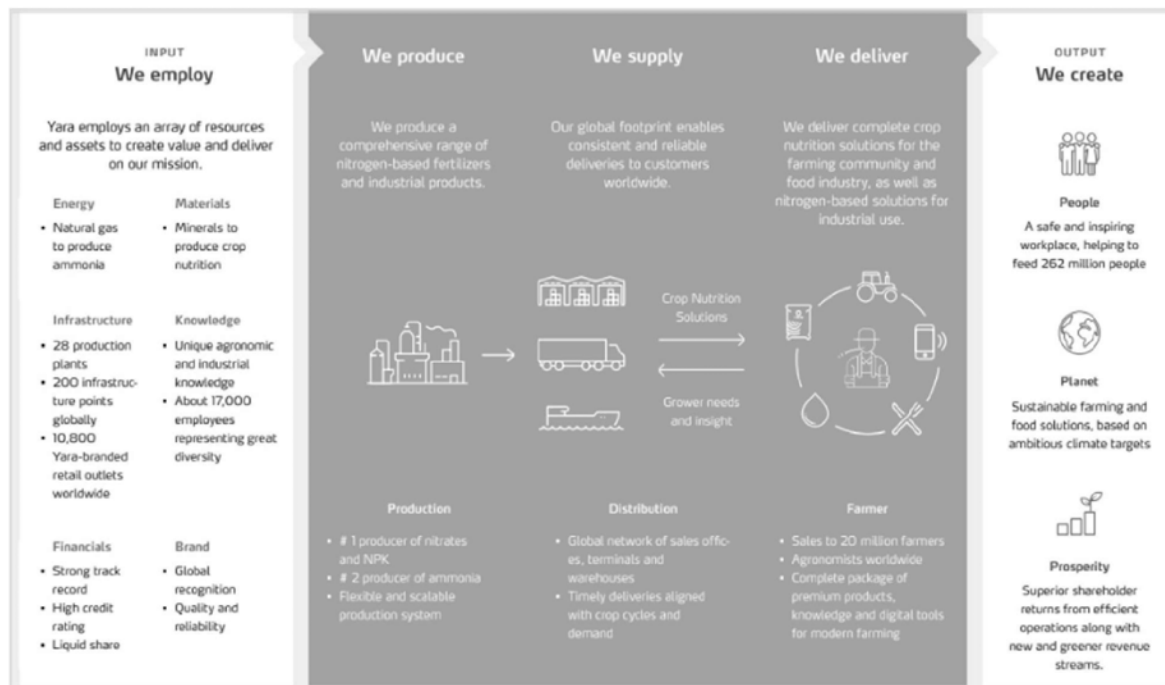 INPUT
We employ
Yara employs an array of resources
and assets to create value and deliver
on our mission.
Energy
• Natural gas
to produce
ammonia
Materials
• Minerals to
produce crop
nutrition
Infrastructure
• 28 production
plants
• 200 infrastruc-
ture points
globally
• 10,800
Yara-branded
retail outlets
worldwide
Knowledge
• Unique agronomic
and industrial
knowledge
• About 17,000
employees
representing great
diversity
Financials
• Strong track
record
• High credit
rating
• Liquid share
Brand
• Global
recognition
• Quality and
reliability
We produce
We produce a
comprehensive range of
nitrogen-based fertilizers
and industrial products.
Production
• # 1 producer of nitrates
and NPK
• # 2 producer of ammonia
• Flexible and scalable
production system
We supply
Our global footprint enables
consistent and reliable
deliveries to customers
worldwide.
Crop Nutrition
Solutions
Grower needs
and insight
Distribution
• Global network of sales offic-
es, terminals and
warehouses
• Timely deliveries aligned
with crop cycles and
demand
We deliver
We deliver complete crop
nutrition solutions for the
farming community and
food industry, as well as
nitrogen-based solutions for
industrial use.
Farmer
• Sales to 20 million farmers
• Agronomists worldwide
• Complete package of
premium products,
knowledge and digital tools
for modern farming
OUTPUT
We create
People
A safe and inspiring
workplace, helping to
feed 262 million people
Planet
Sustainable farming and
food solutions, based on
ambitious climate targets
Prosperity
Superior shareholder
returns from efficient
operations along with
new and greener revenue
streams.